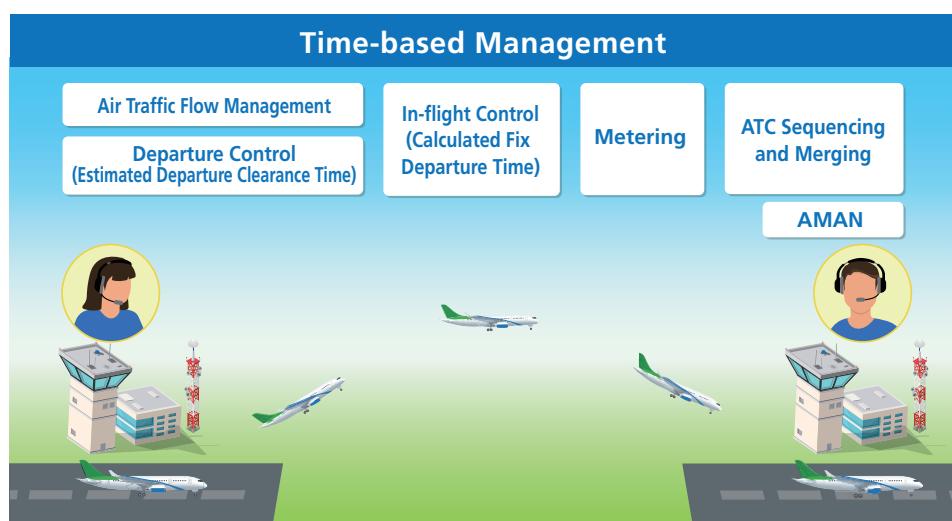 Time-based Management
Air Traffic Flow Management
Departure Control
(Estimated Departure Clearance Time)
In-flight Control
(Calculated Fix
Departure Time)
Metering
ATC Sequencing
and Merging
AMAN